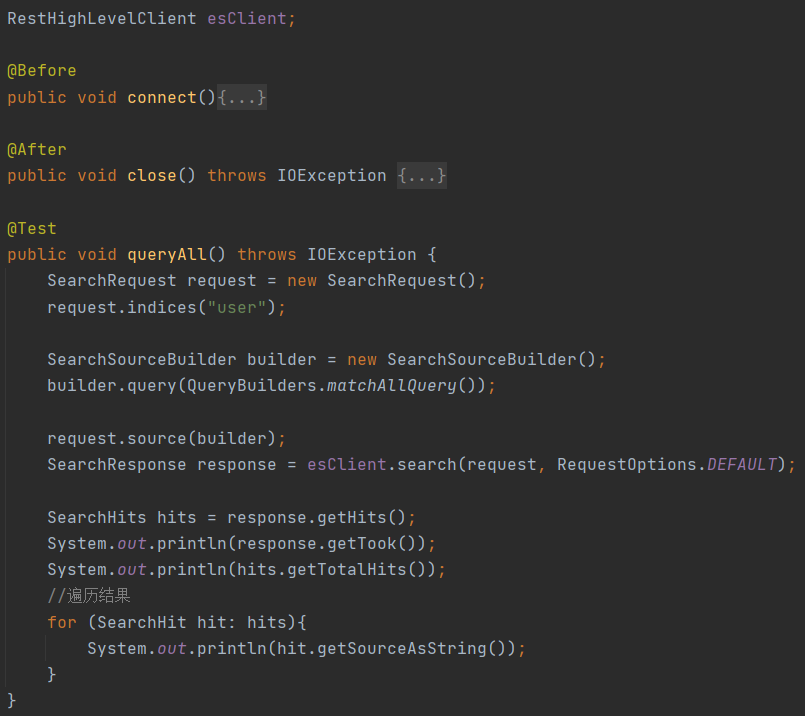 RestHighLevelClient esClient;
@Before
public void connect(){...}
@After
public void close() throws IOException {...}
@Test
public void queryAll() throws IOException {
    SearchRequest request = new SearchRequest();
    request.indices("user");
    SearchSourceBuilder builder = new SearchSourceBuilder();
    builder.query(QueryBuilders.matchAllQuery());
    request.source(builder);
    SearchResponse response = esClient.search(request, RequestOptions.DEFAULT);
    SearchHits hits = response.getHits();
    System.out.println(response.getTook());
    System.out.println(hits.getTotalHits());
    //遍历结果
    for (SearchHit hit: hits){
        System.out.println(hit.getSourceAsString());
    }
}